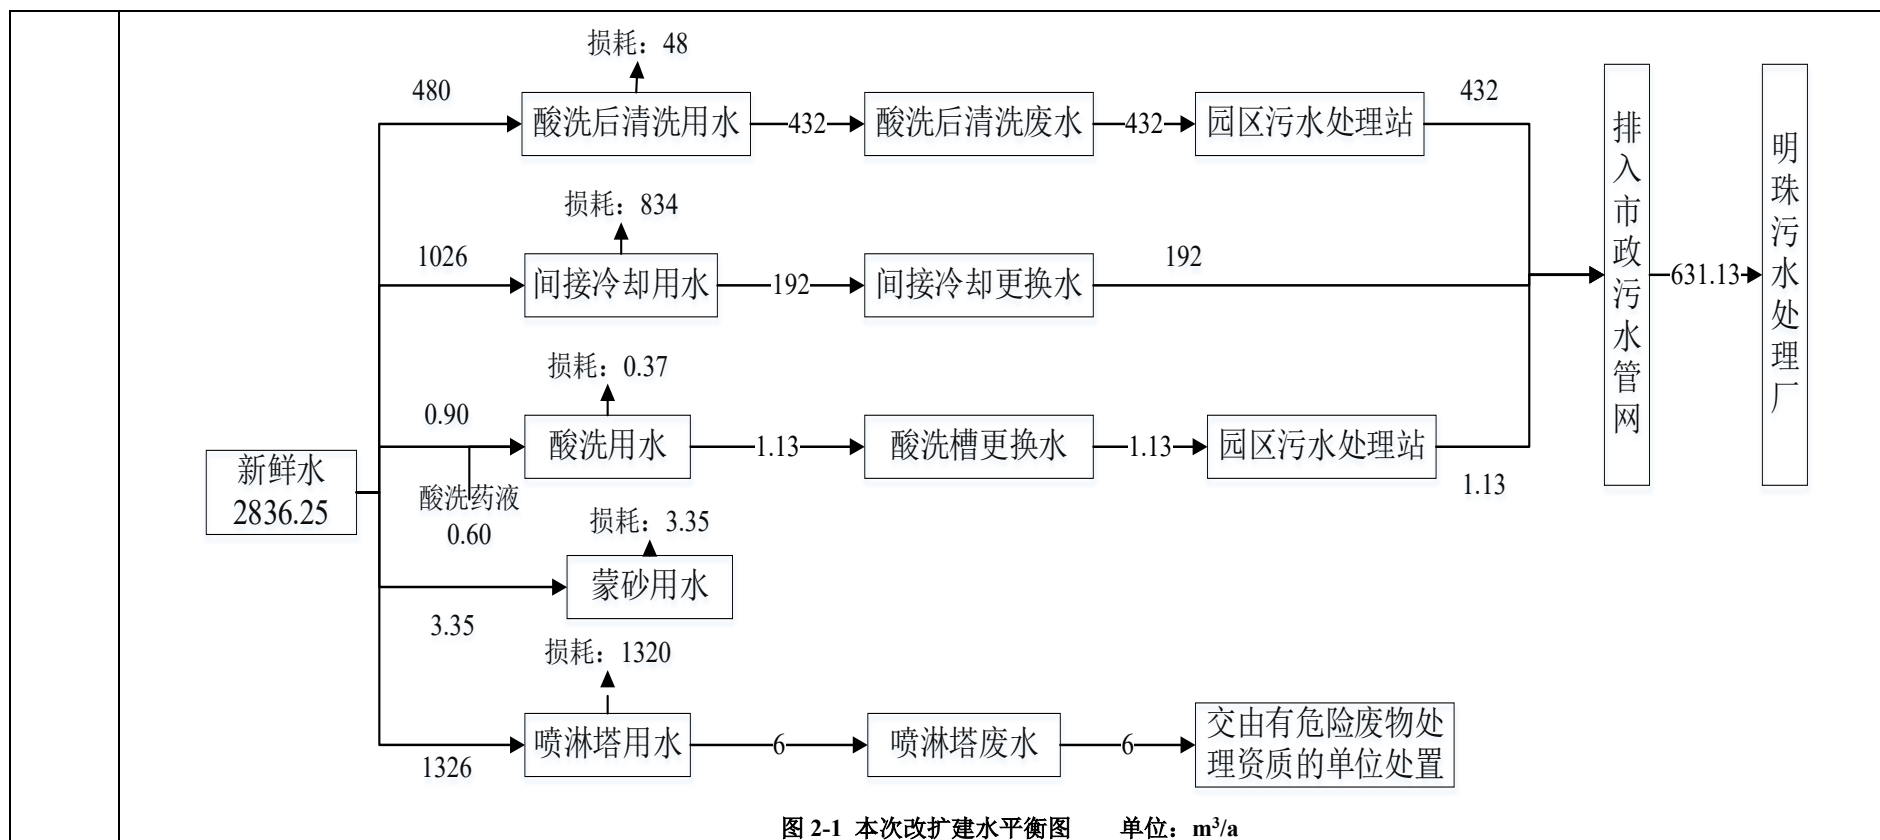 损耗：48
480
酸洗后清洗用水
432
酸洗后清洗废水
432
园区污水处理站
432
损耗：834
1026
间接冷却用水
192
间接冷却更换水
192
损耗：0.37
0.90
酸洗用水
1.13
酸洗槽更换水
1.13
园区污水处理站
1.13
酸洗药液
0.60
新鲜水
2836.25
损耗：3.35
蒙砂用水
3.35
损耗：1320
1326
喷淋塔用水
6
喷淋塔废水
6
交由有危险废物处
理资质的单位处置
排入市政污水管网
631.13
明珠污水处理厂
图 2-1 本次改扩建水平衡图 单位：m³/a